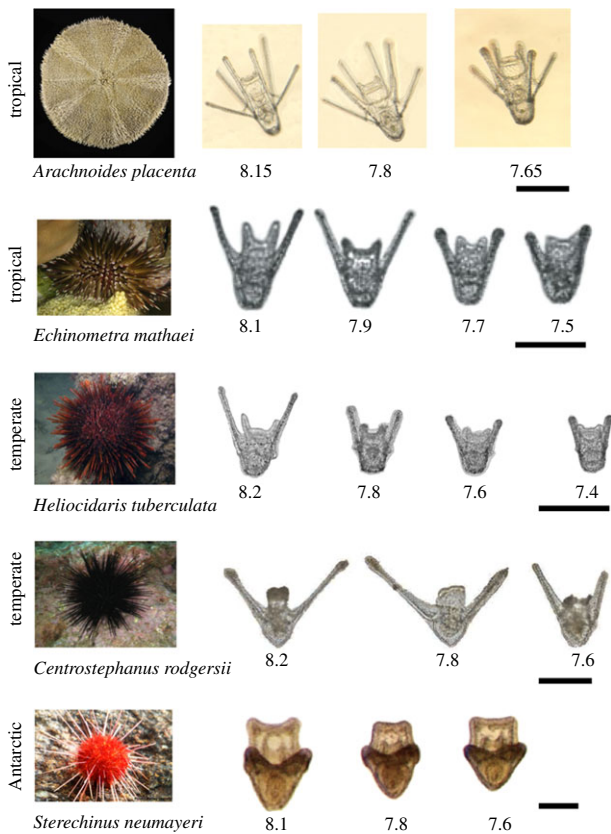 tropical
Arachnoides placenta
8.15 7.8 7.65
tropical
Echinometra mathaei
8.1 7.9 7.7 7.5
temperate
Heliocidaris tuberculata
8.2 7.8 7.6 7.4
temperate
Centrostephanus rodgersii
8.2 7.8 7.6
Antarctic
Sterechinus neumayeri
8.1 7.8 7.6